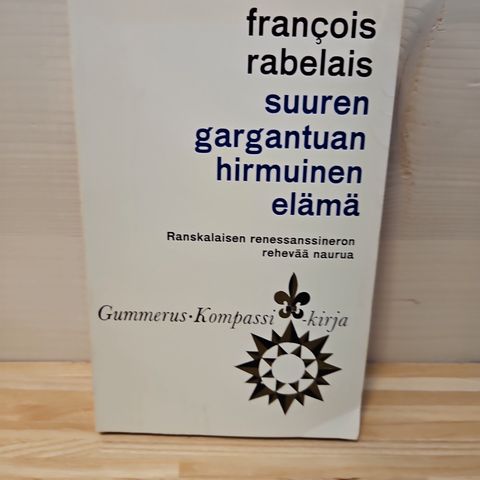 françois
rabelais
suuren
gargantuan
hirmuinen
elämä
Ranskalaisen renessanssineron
rehevää naurua
Gummerus·Kompassi-kirja